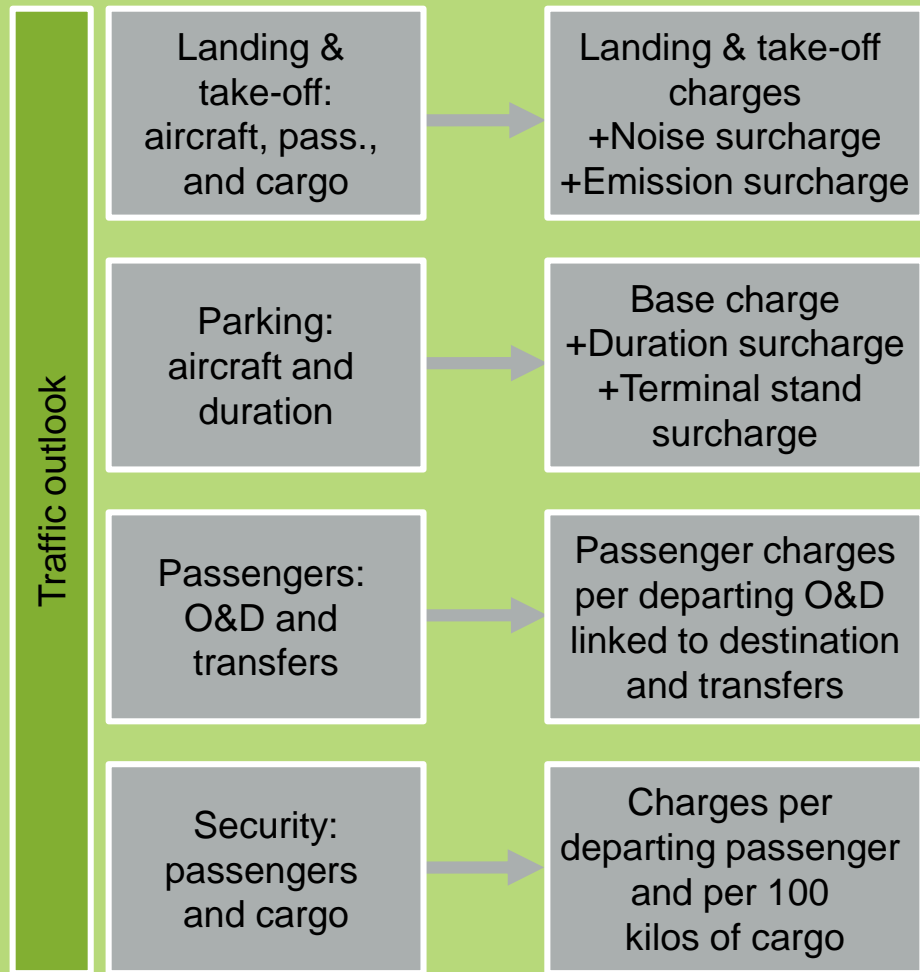 Traffic outlook
Landing &
take-off:
aircraft, pass.,
and cargo
Landing & take-off
charges
+Noise surcharge
+Emission surcharge
Parking:
aircraft and
duration
Base charge
+Duration surcharge
+Terminal stand
surcharge
Passengers:
O&D and
transfers
Passenger charges
per departing O&D
linked to destination
and transfers
Security:
passengers
and cargo
Charges per
departing passenger
and per 100
kilos of cargo